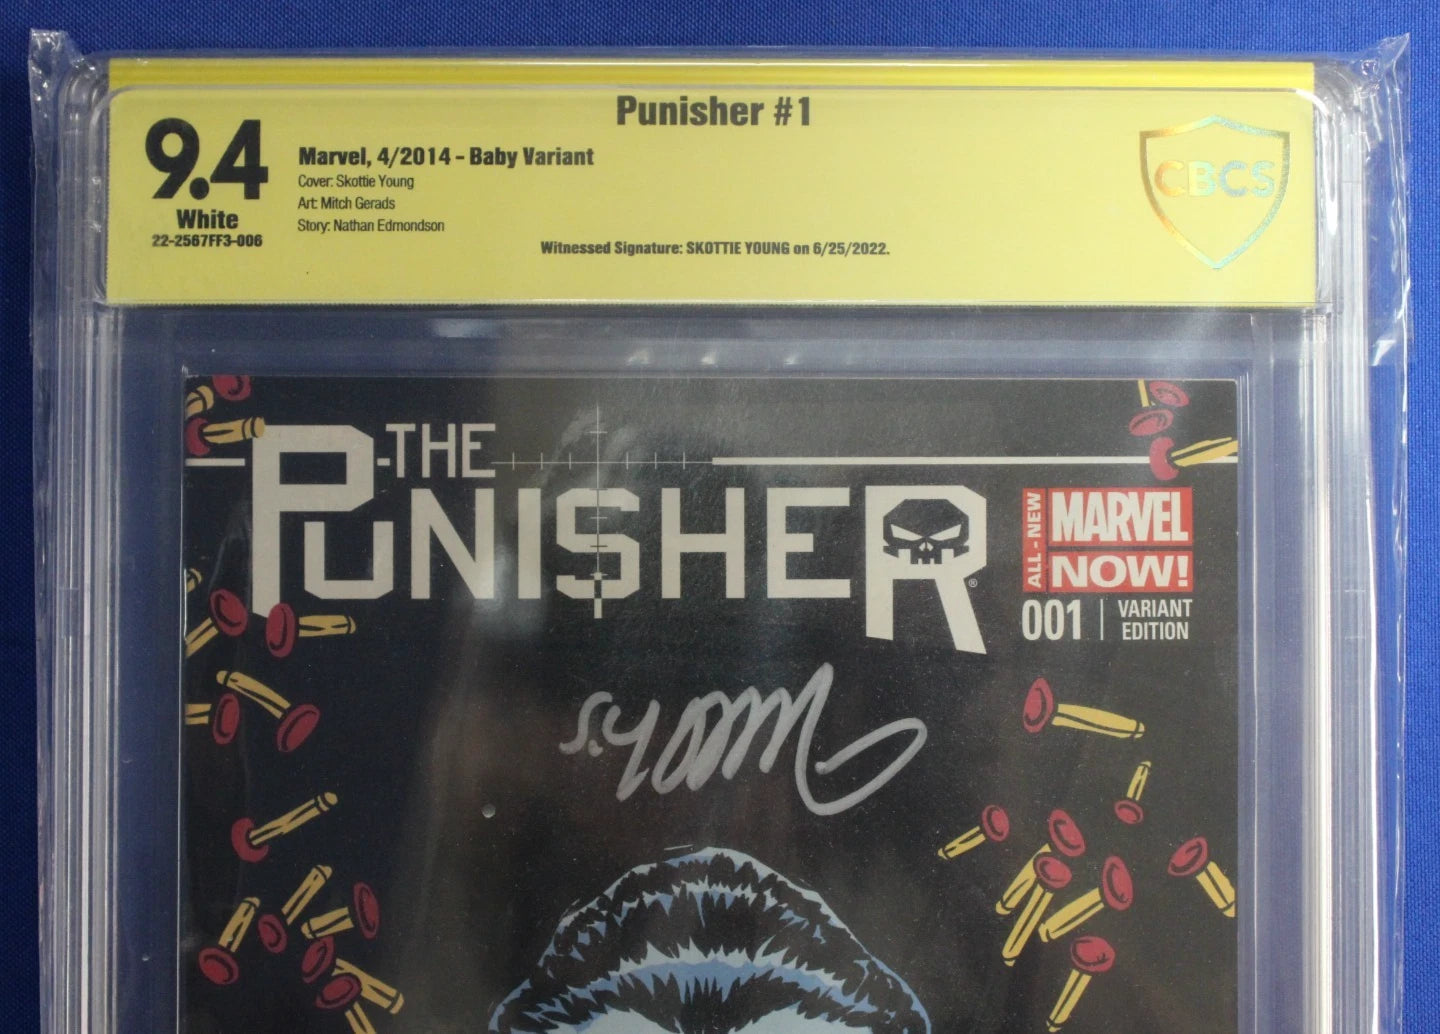 Punisher #1
9.4
White
22-2567FF3-006
Marvel, 4/2014 - Baby Variant
Cover: Skottie Young
Art: Mitch Gerads
Story: Nathan Edmondson
Witnessed Signature: SKOTTIE YOUNG on 6/25/2022.
CBCS
THE
PUNISHER®
ALL-NEW
MARVEL
NOW!
001
VARIANT
EDITION